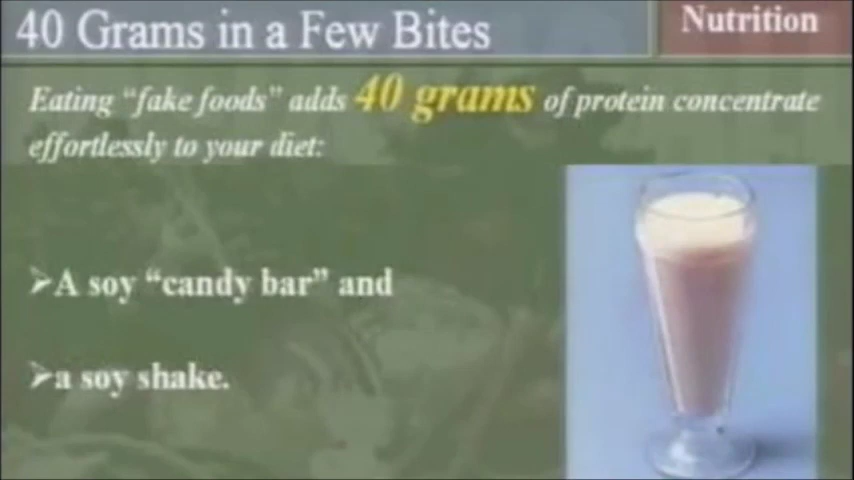 40 Grams in a Few Bites
Nutrition
Eating “fake foods” adds 40 grams of protein concentrate
effortlessly to your diet:
➢A soy “candy bar” and
➢a soy shake.